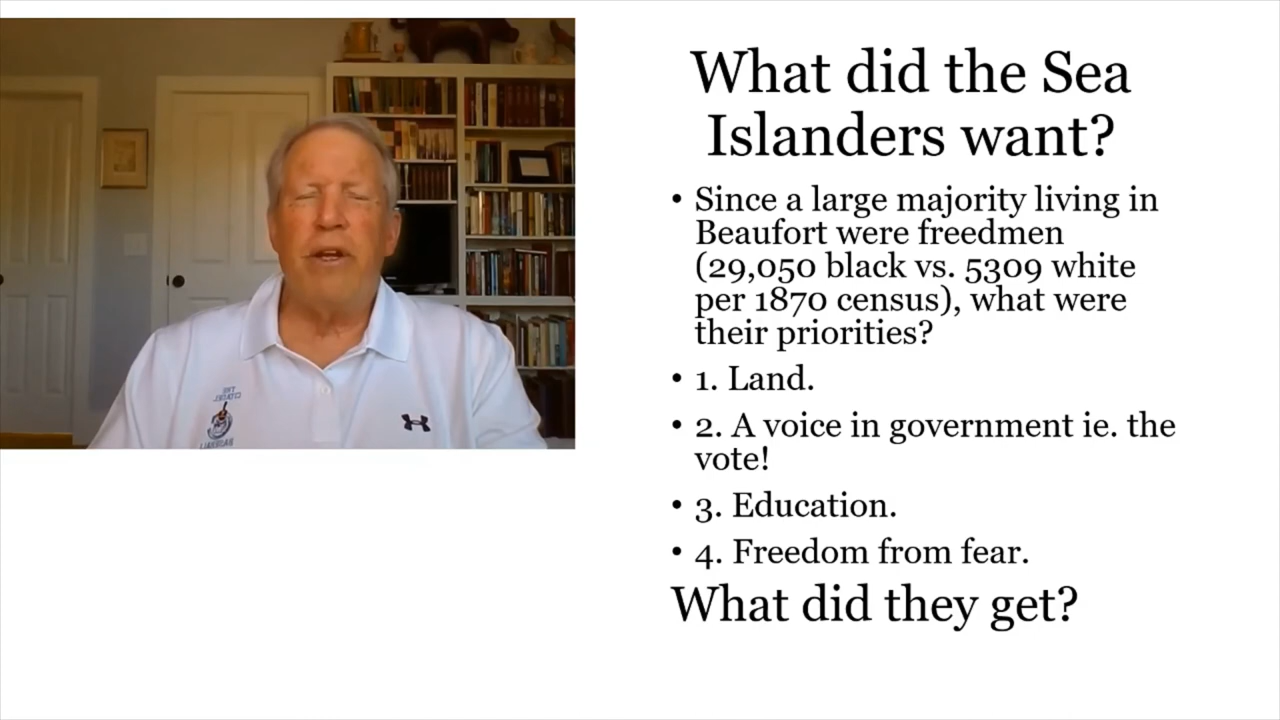 What did the Sea
Islanders want?
• Since a large majority living in
Beaufort were freedmen
(29,050 black vs. 5309 white
per 1870 census), what were
their priorities?
• 1. Land.
• 2. A voice in government ie. the
vote!
• 3. Education.
• 4. Freedom from fear.
What did they get?
THE
CITADEL